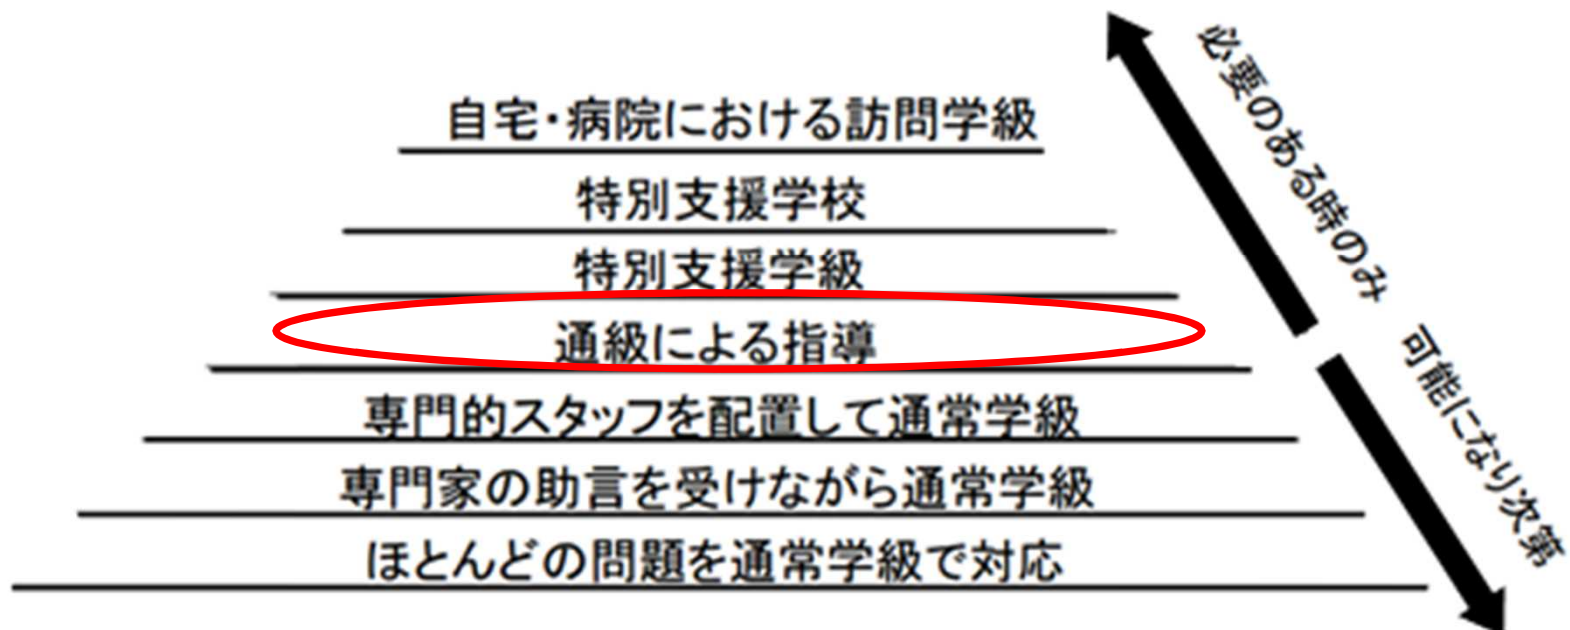 自宅・病院における訪問学級
特別支援学校
特別支援学級
通級による指導
専門的スタッフを配置して通常学級
専門家の助言を受けながら通常学級
ほとんどの問題を通常学級で対応
必要のある時のみ
可能になり次第